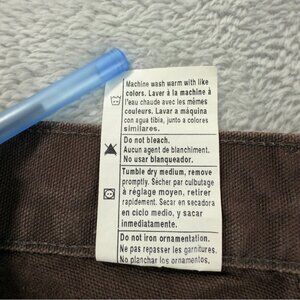 Machine wash warm with like
colors. Laver à la machine à
l'eau chaude avec les mêmes
couleurs. Lavar a máquina
con agua tibia, junto a colores
similares.
Do not bleach.
Aucun agent de blanchiment.
No usar blanqueador.
Tumble dry medium, remove
promptly. Sécher par culbutage
à réglage moyen, retirer
rapidement. Secar en secadora
en ciclo medio, y sacar
inmediatamente.
Do not iron ornamentation.
Ne pas repasser les garnitures.
No planchar los ornamentos.